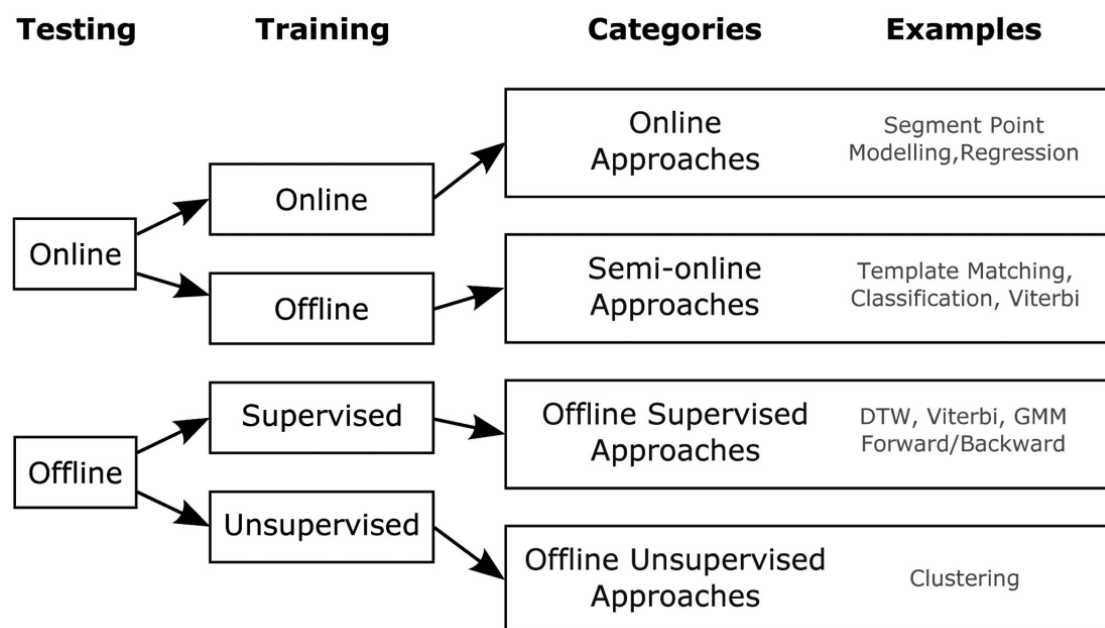 Testing Training Categories Examples
Online
Approaches
Segment Point
Modelling,Regression
Online
Online
Offline
Semi-online
Approaches
Template Matching,
Classification, Viterbi
Supervised
Offline Supervised
Approaches
DTW, Viterbi, GMM
Forward/Backward
Offline
Unsupervised
Offline Unsupervised
Approaches
Clustering